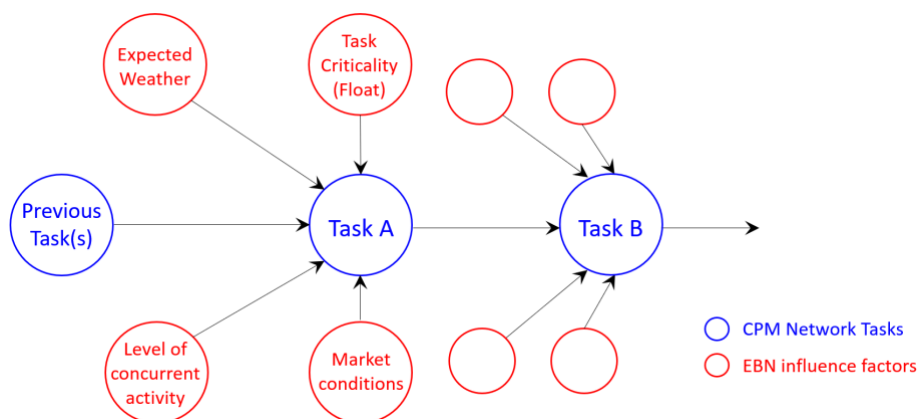 Expected
Weather
Task
Criticality
(Float)
Previous
Task(s)
Task A
Task B
Level of
concurrent
activity
Market
conditions
CPM Network Tasks
EBN influence factors